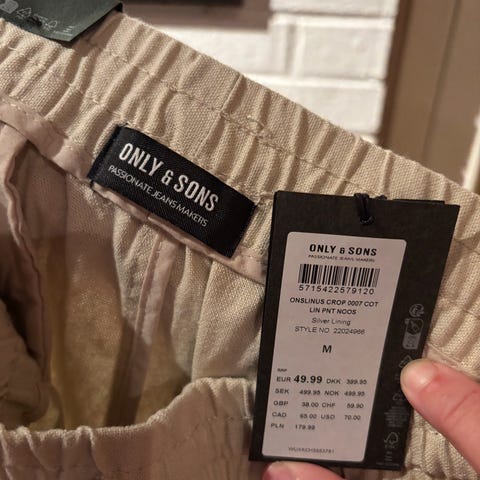 ONLY & SONS
PASSIONATE JEANS MAKERS
ONLY & SONS
PASSIONATE JEANS MAKERS
5715422579120
ONSLINUS CROP 0007 COT
LIN PNT NOOS
Silver Lining
STYLE NO. 22024966
M
RRP
EUR 49.99 DKK 399.95
SEK 499.95 NOK 499.95
GBP 38.00 CHF 59.90
CAD 65.00 USD 70.00
PLN 179.99